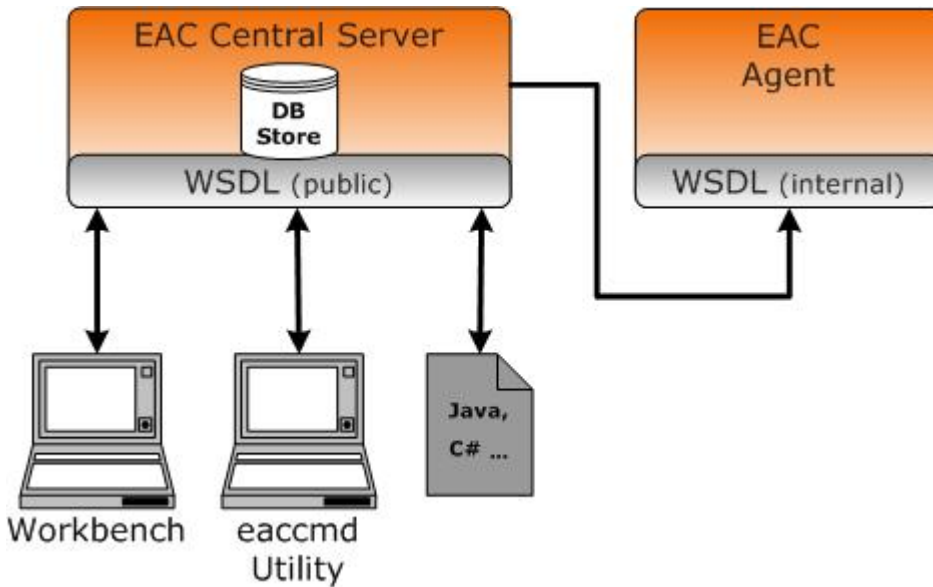 EAC Central Server
DB
Store
WSDL (public)
EAC
Agent
WSDL (internal)
Java,
C# ...
Workbench
eaccmd
Utility